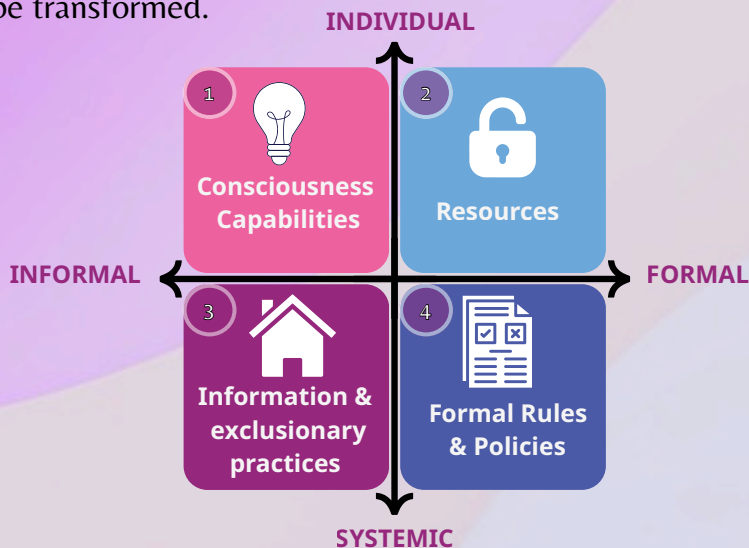 be transformed.
INDIVIDUAL
1
2
Consciousness
Capabilities
Resources
INFORMAL
FORMAL
3
4
Information &
exclusionary
practices
Formal Rules
& Policies
SYSTEMIC